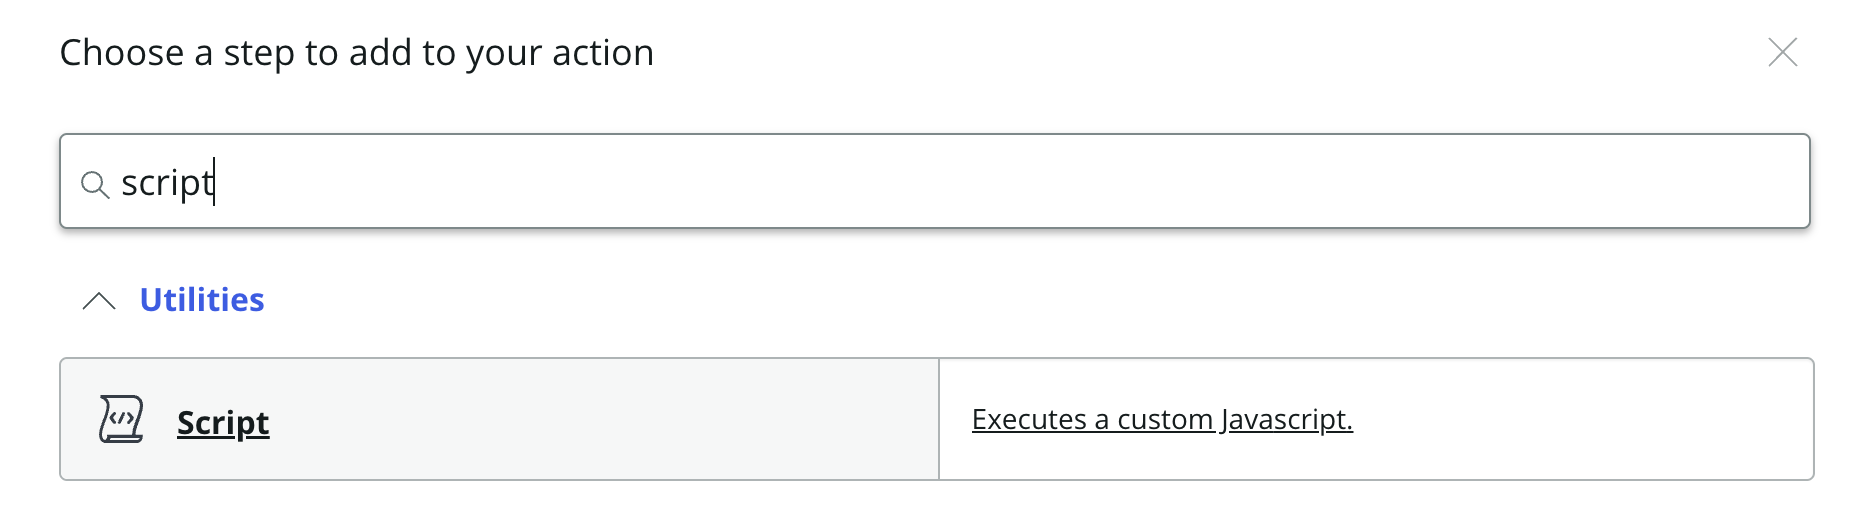 Choose a step to add to your action
script
Utilities
Script
Executes a custom Javascript.